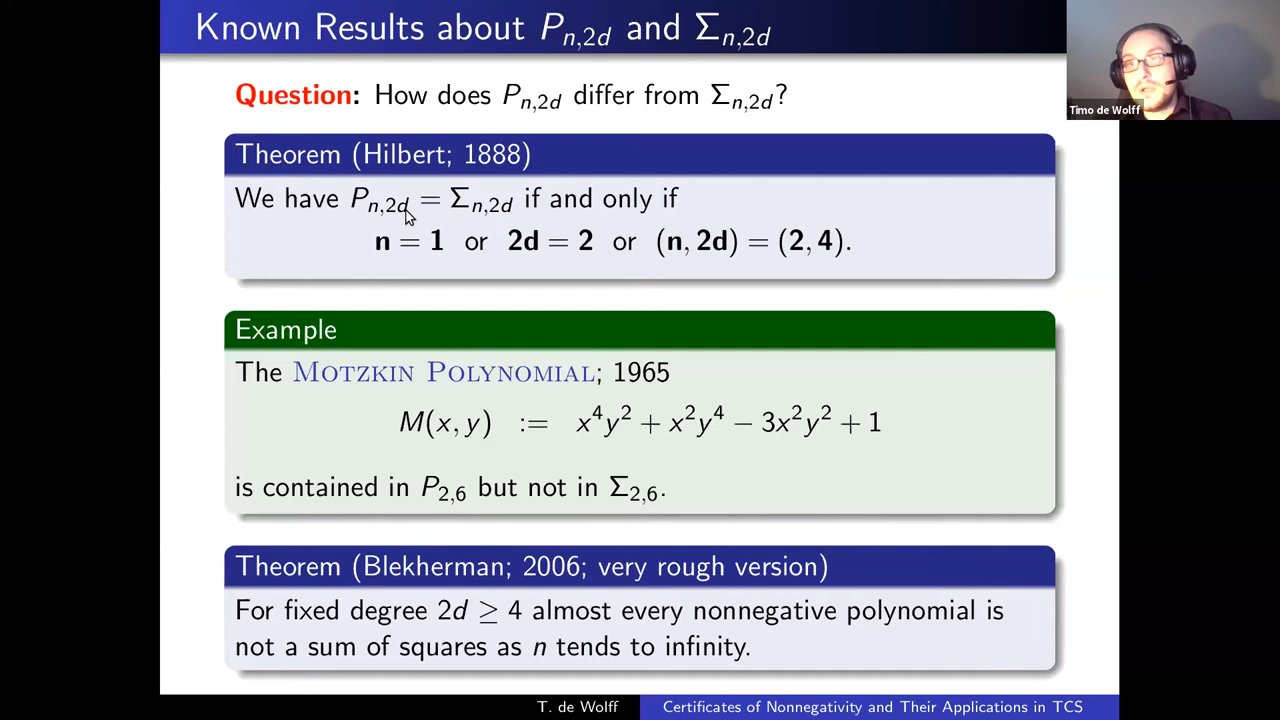 Known Results about Pₙ,₂d and Σₙ,₂d
Timo de Wolff
Question: How does Pₙ,₂d differ from Σₙ,₂d?
Theorem (Hilbert; 1888)
We have Pₙ,₂d = Σₙ,₂d if and only if
n = 1 or 2d = 2 or (n, 2d) = (2, 4).
Example
The Motzkin Polynomial; 1965
M(x, y) := x⁴y² + x²y⁴ − 3x²y² + 1
is contained in P₂,₆ but not in Σ₂,₆.
Theorem (Blekherman; 2006; very rough version)
For fixed degree 2d ≥ 4 almost every nonnegative polynomial is
not a sum of squares as n tends to infinity.
T. de Wolff
Certificates of Nonnegativity and Their Applications in TCS